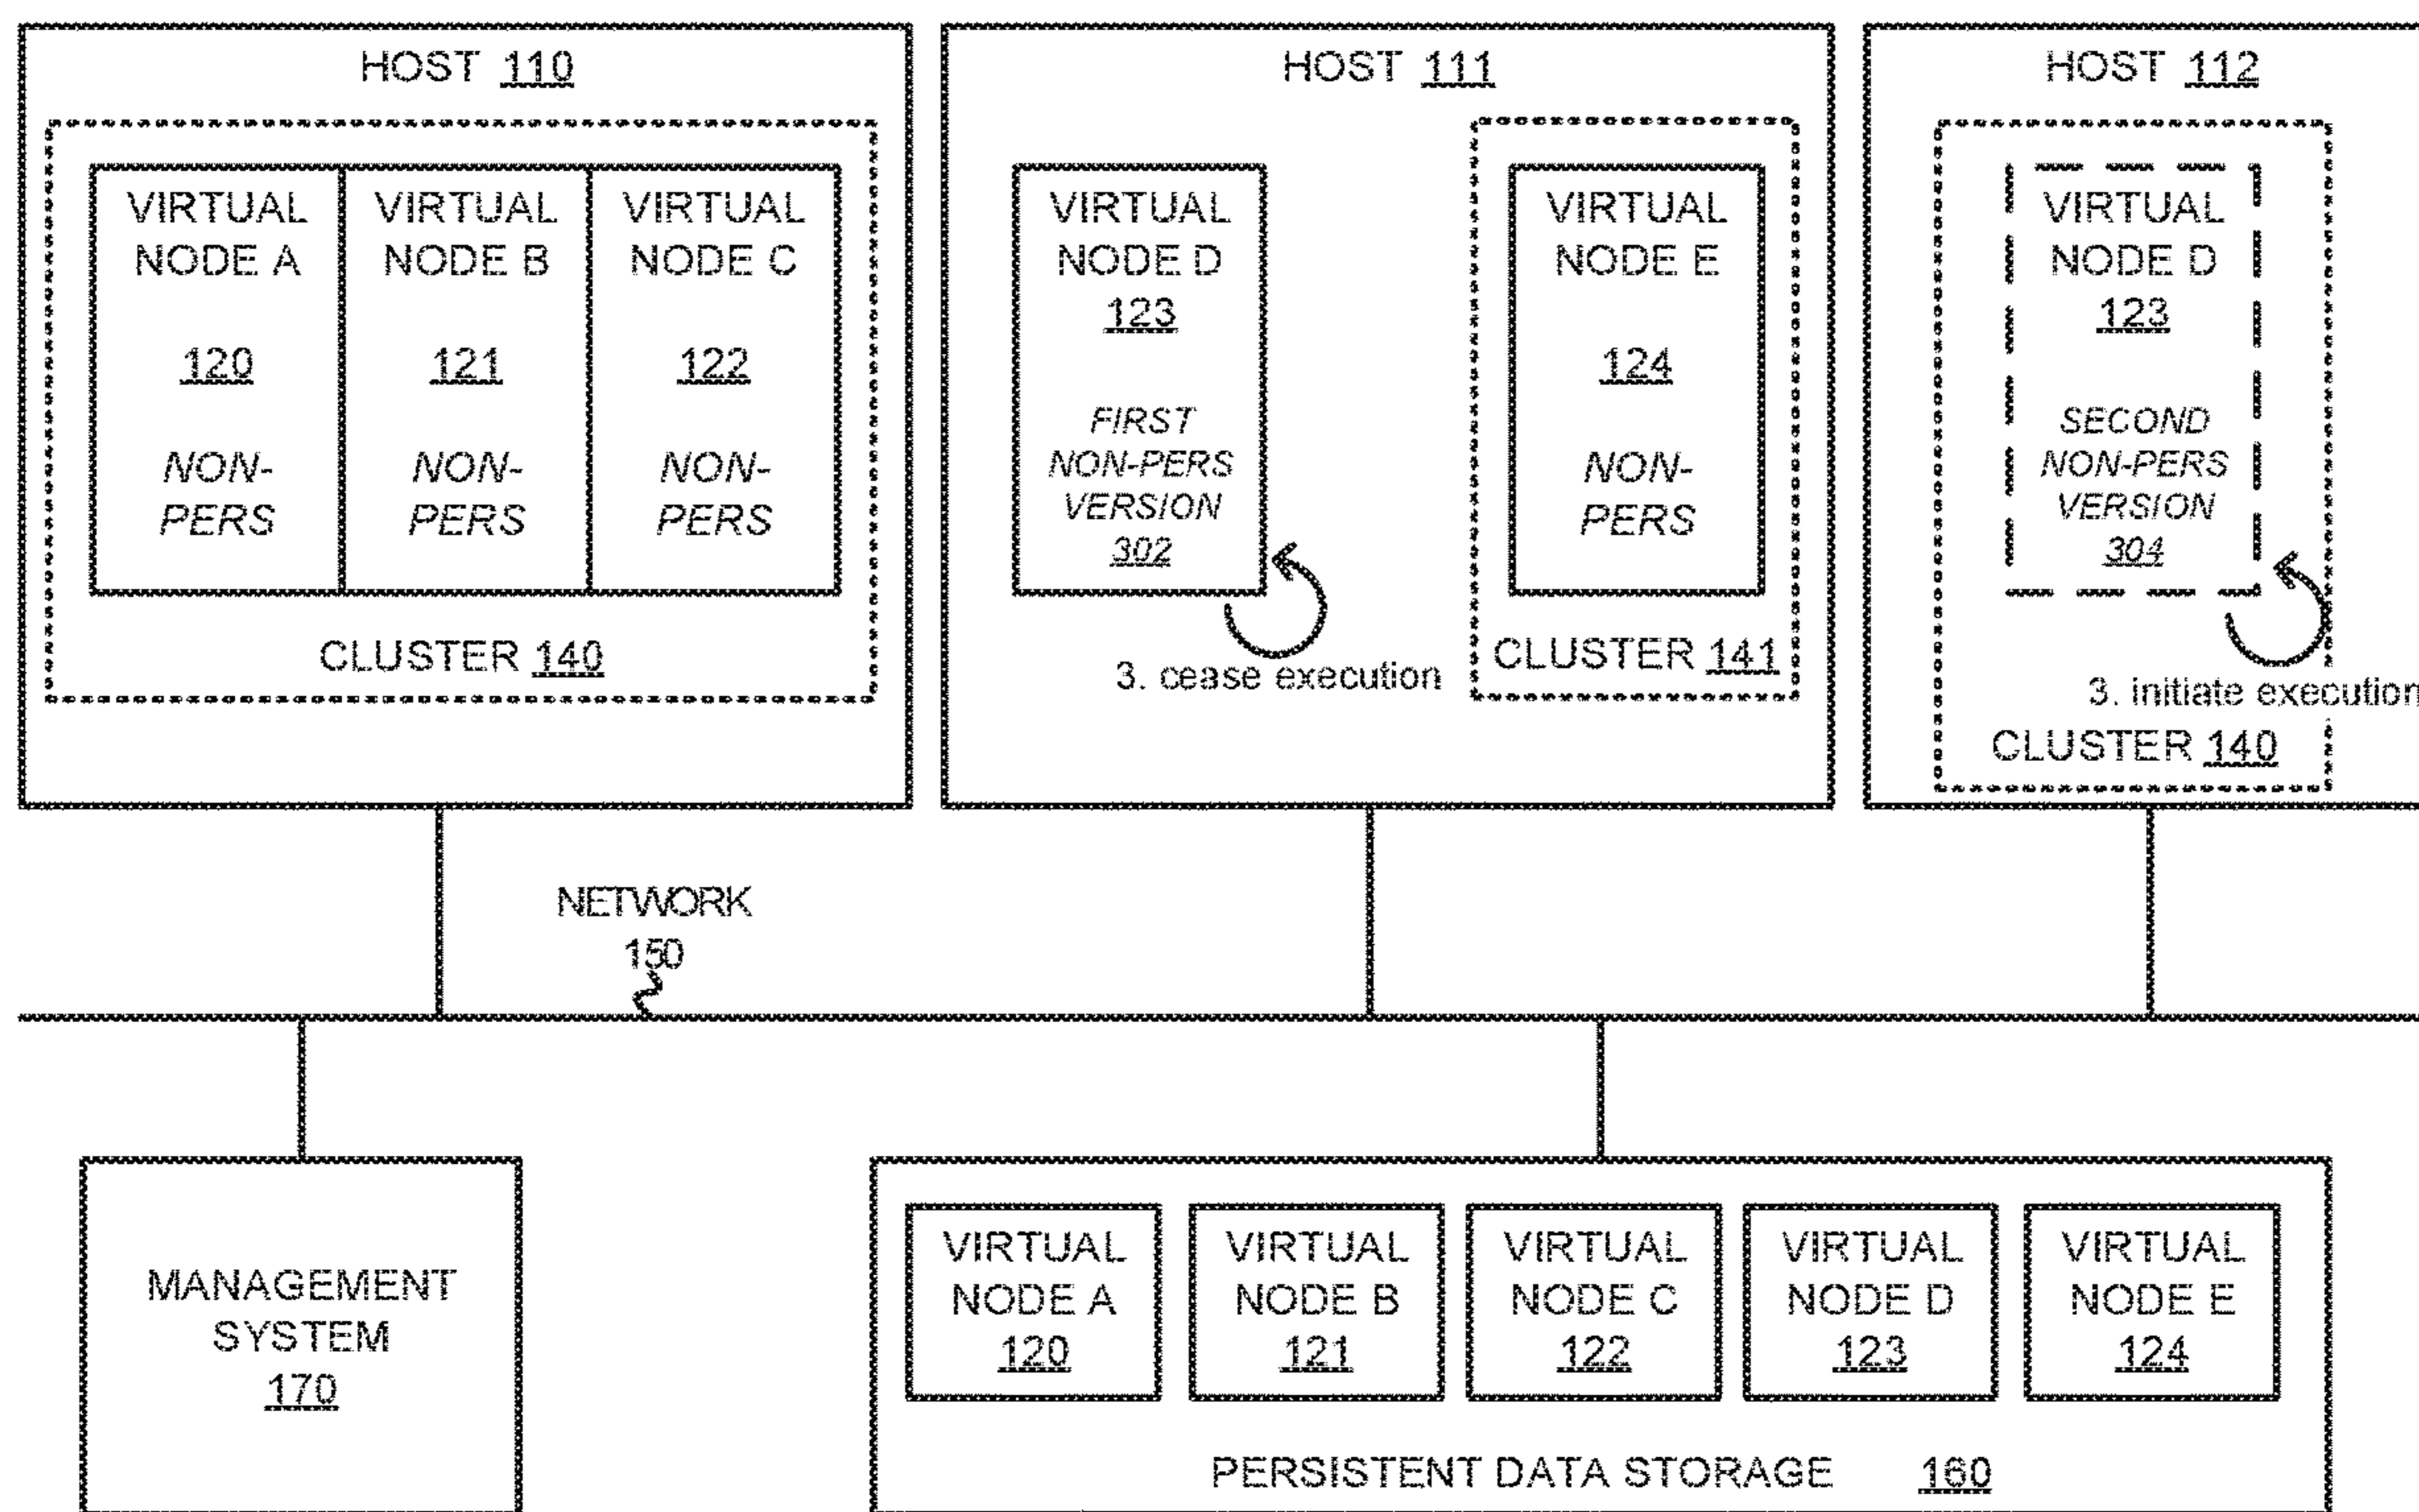 HOST 110
VIRTUAL
NODE A
120
NON-
PERS
VIRTUAL
NODE B
121
NON-
PERS
VIRTUAL
NODE C
122
NON-
PERS
CLUSTER 140
HOST 111
VIRTUAL
NODE D
123
FIRST
NON-PERS
VERSION
302
3. cease execution
VIRTUAL
NODE E
124
NON-
PERS
CLUSTER 141
HOST 112
VIRTUAL
NODE D
123
SECOND
NON-PERS
VERSION
304
3. initiate execution
CLUSTER 140
NETWORK
150
MANAGEMENT
SYSTEM
170
VIRTUAL
NODE A
120
VIRTUAL
NODE B
121
VIRTUAL
NODE C
122
VIRTUAL
NODE D
123
VIRTUAL
NODE E
124
PERSISTENT DATA STORAGE 160